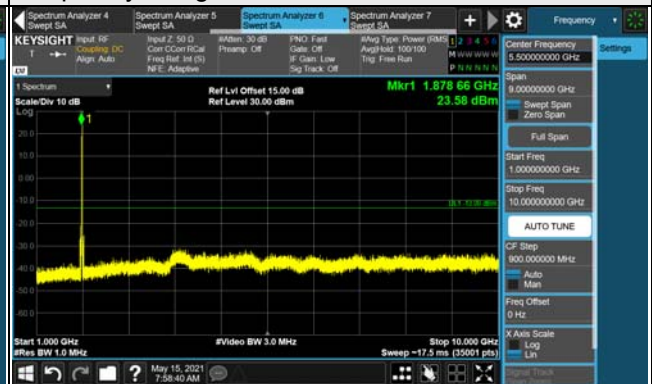 Spectrum Analyzer 4
Swept SA
Spectrum Analyzer 5
Swept SA
Spectrum Analyzer 6
Swept SA
Spectrum Analyzer 7
Swept SA
Frequency
KEYSIGHT
Input: RF
Coupling: DC
Align: Auto
Input Z: 50 Ω
Corr CCorr RCal
Freq Ref: Int (S)
NFE: Adaptive
#Atten: 30 dB
Preamp: Off
PNO: Fast
Gate: Off
IF Gain: Low
Sig Track: Off
#Avg Type: Power (RMS)
Avg|Hold: 100/100
Trig: Free Run
1 2 3 4 5 6
M W W W W W
P N N N N N
1 Spectrum
Scale/Div 10 dB
Log
Ref Lvl Offset 15.00 dB
Ref Level 30.00 dBm
Mkr1 1.878 66 GHz
23.58 dBm
1
20.0
10.0
0.00
-10.0
-20.0
-30.0
-40.0
-50.0
-60.0
DL1 -13.00 dBm
Start 1.000 GHz
#Res BW 1.0 MHz
#Video BW 3.0 MHz
Stop 10.000 GHz
Sweep ~17.5 ms (35001 pts)
May 15, 2021
7:58:40 AM
Center Frequency
5.500000000 GHz
Settings
Span
9.00000000 GHz
Swept Span
Zero Span
Full Span
Start Freq
1.000000000 GHz
Stop Freq
10.000000000 GHz
AUTO TUNE
CF Step
900.000000 MHz
Auto
Man
Freq Offset
0 Hz
X Axis Scale
Log
Lin
Signal Track